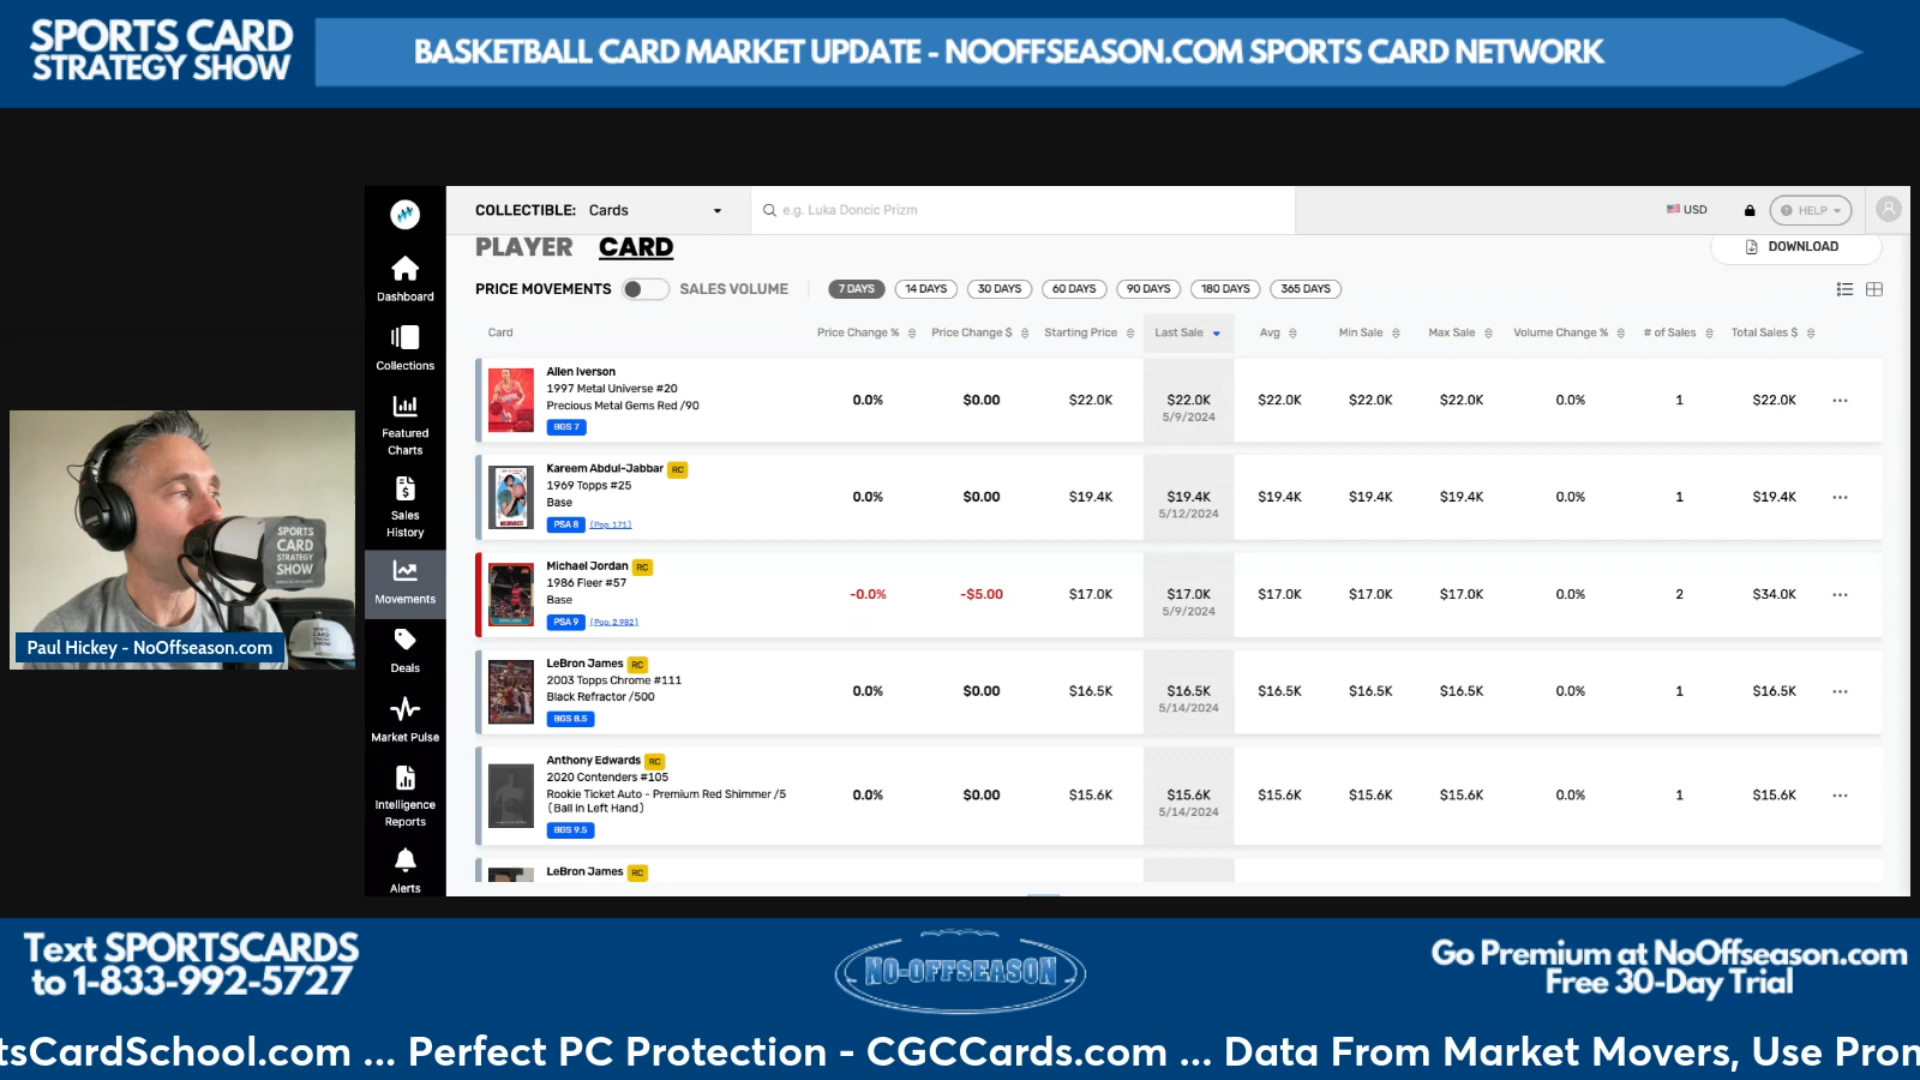 SPORTS CARD
STRATEGY SHOW
BASKETBALL CARD MARKET UPDATE - NOOFFSEASON.COM SPORTS CARD NETWORK
COLLECTIBLE: Cards
e.g. Luka Doncic Prizm
USD
HELP
PLAYER CARD
DOWNLOAD
PRICE MOVEMENTS SALES VOLUME 7 DAYS 14 DAYS 30 DAYS 60 DAYS 90 DAYS 180 DAYS 365 DAYS
Card Price Change % Price Change $ Starting Price Last Sale Avg Min Sale Max Sale Volume Change % # of Sales Total Sales $
Dashboard
Collections
Featured
Charts
Sales
History
Movements
Deals
Market Pulse
Intelligence
Reports
Alerts
Allen Iverson
1997 Metal Universe #20
Precious Metal Gems Red /90
BGS 7
0.0% $0.00 $22.0K $22.0K $22.0K $22.0K $22.0K 0.0% 1 $22.0K
5/9/2024
Kareem Abdul-Jabbar RC
1969 Topps #25
Base
PSA 8 (Pop 171)
0.0% $0.00 $19.4K $19.4K $19.4K $19.4K $19.4K 0.0% 1 $19.4K
5/12/2024
Michael Jordan RC
1986 Fleer #57
Base
PSA 9 (Pop 2,982)
-0.0% -$5.00 $17.0K $17.0K $17.0K $17.0K $17.0K 0.0% 2 $34.0K
5/9/2024
LeBron James RC
2003 Topps Chrome #111
Black Refractor /500
BGS 8.5
0.0% $0.00 $16.5K $16.5K $16.5K $16.5K $16.5K 0.0% 1 $16.5K
5/14/2024
Anthony Edwards RC
2020 Contenders #105
Rookie Ticket Auto - Premium Red Shimmer /5
(Ball in Left Hand)
BGS 9.5
0.0% $0.00 $15.6K $15.6K $15.6K $15.6K $15.6K 0.0% 1 $15.6K
5/14/2024
LeBron James RC
SPORTS
CARD
STRATEGY
SHOW
Paul Hickey - NoOffseason.com
Text SPORTSCARDS
to 1-833-992-5727
NO-OFFSEASON
Go Premium at NoOffseason.com
Free 30-Day Trial
tsCardSchool.com ... Perfect PC Protection - CGCCards.com ... Data From Market Movers, Use Pron